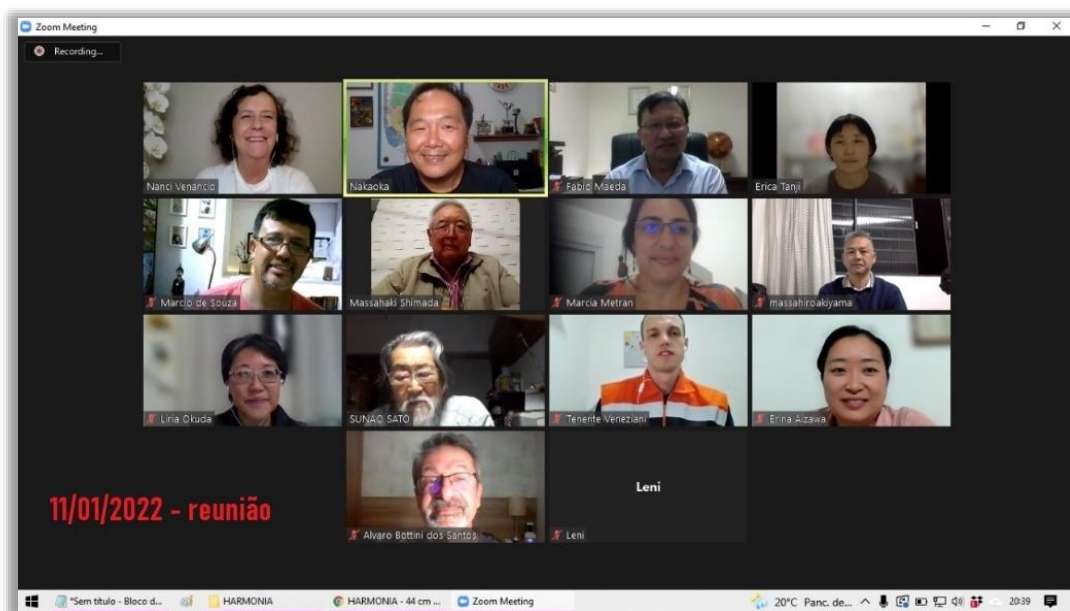 Zoom Meeting
Recording...
Nanci Venancio
Nakaoka
Fabio Maeda
Erica Tanji
Marcio de Souza
Massahaki Shimada
Marcia Metran
massahiroakiyama
Liria Okuda
SUNAO SATO
Tenente Veneziani
Erina Aizawa
Leni
11/01/2022 - reunião
Alvaro Bottini dos Santos
Leni
*Sem título - Bloco d...
HARMONIA
HARMONIA - 44 cm ...
Zoom Meeting
20°C Panc. de...
20:39